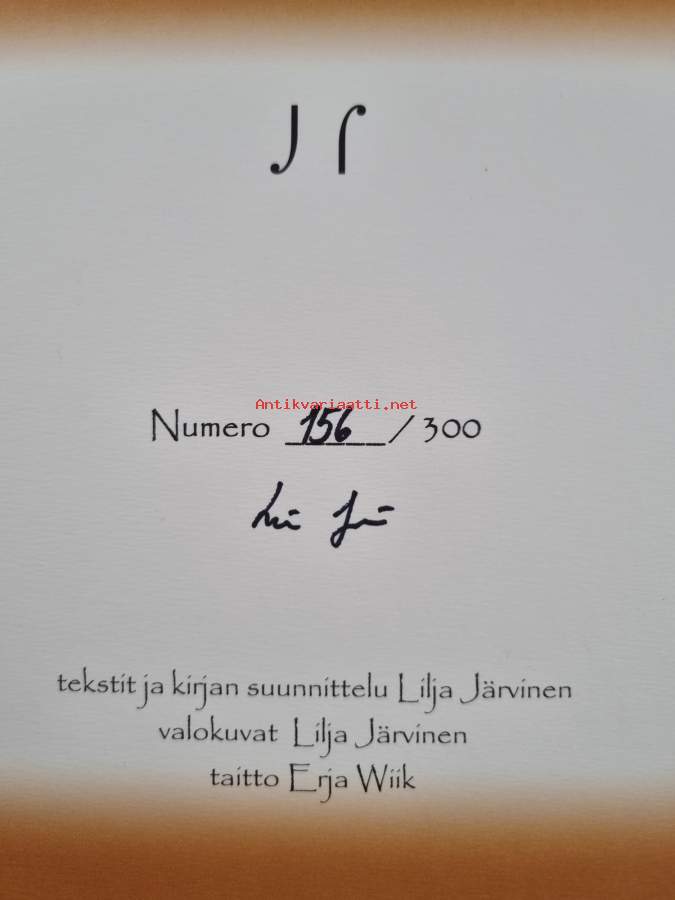 Antikvariaatti.net
Numero 156 / 300
tekstit ja kirjan suunnittelu Lilja Järvinen
valokuvat Lilja Järvinen
taitto Erja Wiik